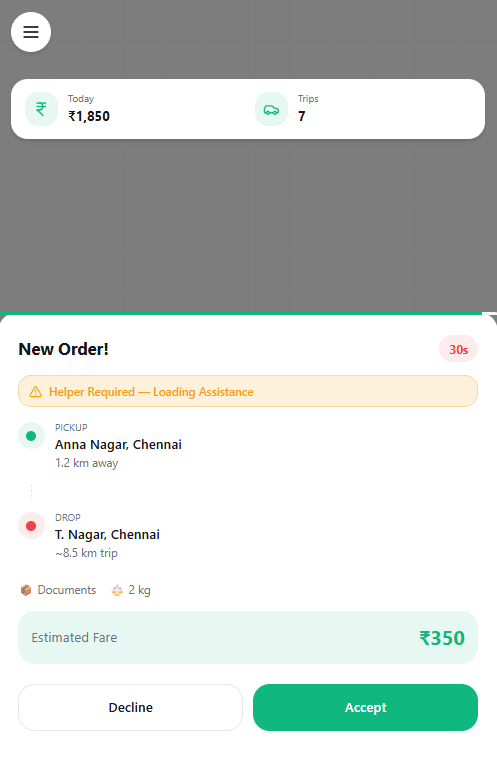 Today
₹1,850
Trips
7
New Order!
30s
Helper Required — Loading Assistance
PICKUP
Anna Nagar, Chennai
1.2 km away
DROP
T. Nagar, Chennai
~8.5 km trip
📦 Documents ⚖️ 2 kg
Estimated Fare
₹350
Decline
Accept